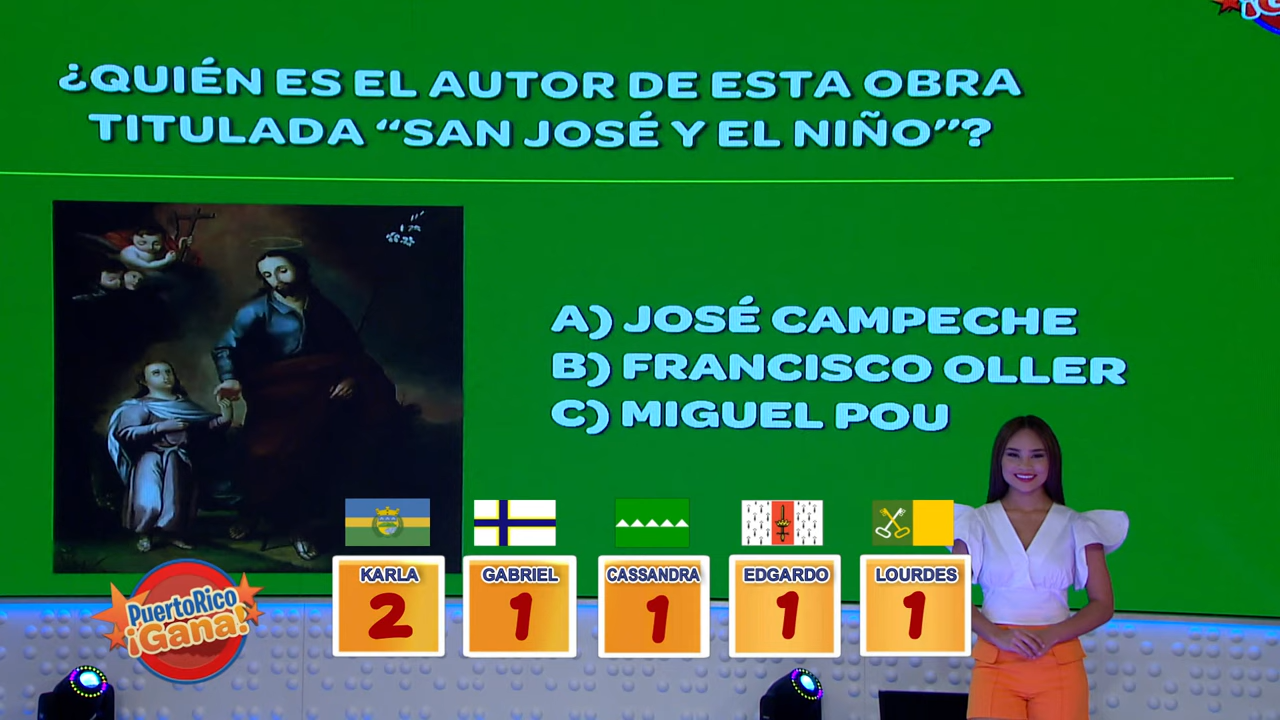 ¿QUIÉN ES EL AUTOR DE ESTA OBRA
TITULADA “SAN JOSÉ Y EL NIÑO”?
A) JOSÉ CAMPECHE
B) FRANCISCO OLLER
C) MIGUEL POU
KARLA
2
GABRIEL
1
CASSANDRA
1
EDGARDO
1
LOURDES
1
PuertoRico
¡Gana!